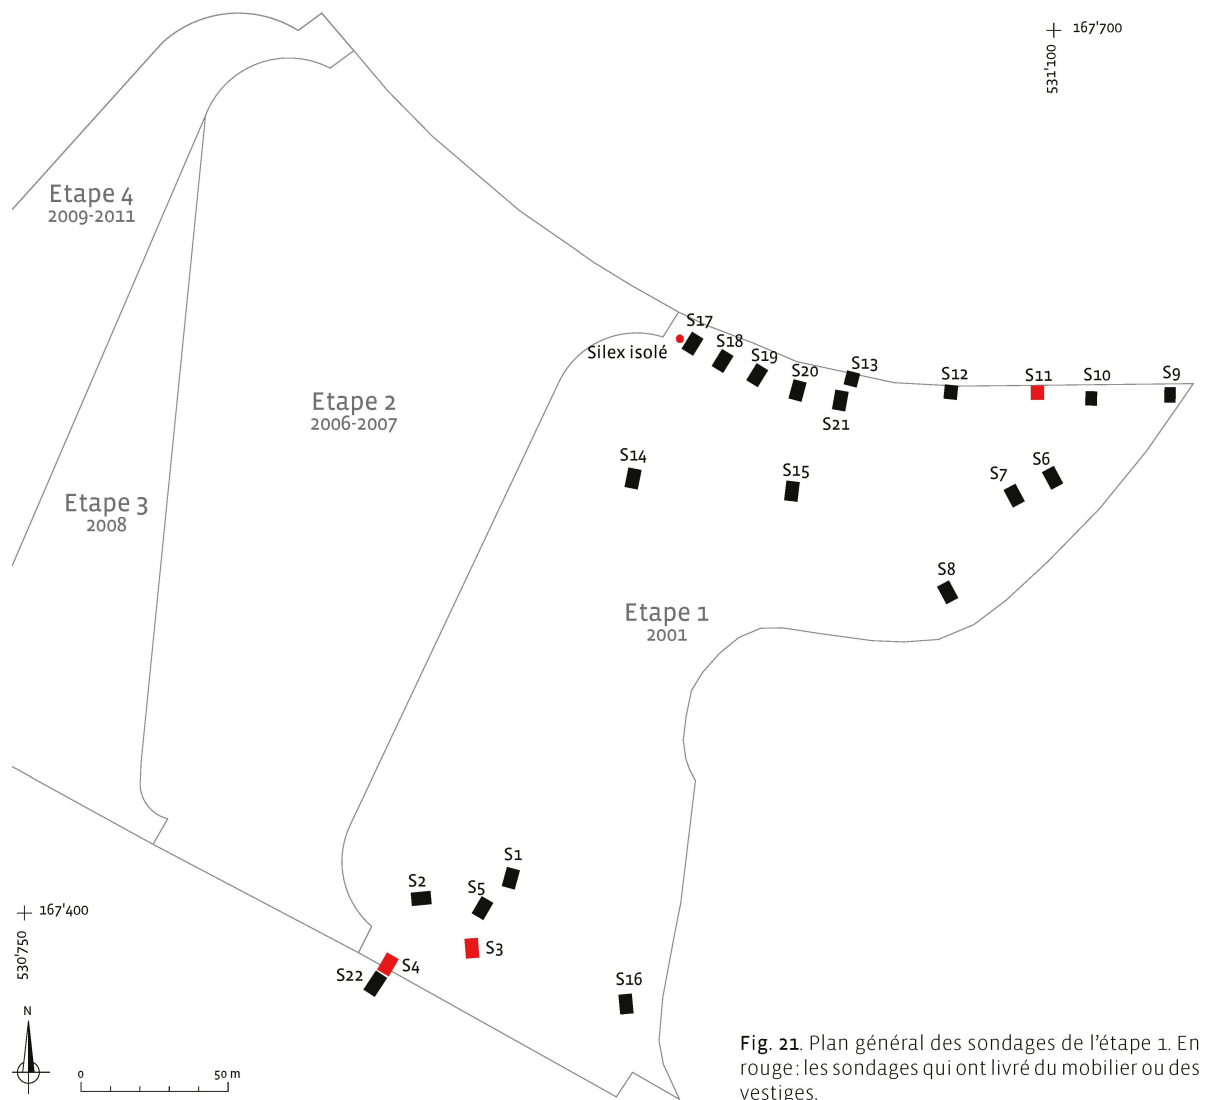 167'700
531'100
Etape 4
2009-2011
S17
Silex isolé
S18
S19
S20
S13
S21
S12
S11
S10
S9
Etape 2
2006-2007
S14
S15
S7
S6
Etape 3
2008
S8
Etape 1
2001
S1
S2
S5
S3
167'400
530'750
S4
S22
S16
N
0
50 m
Fig. 21. Plan général des sondages de l'étape 1. En
rouge: les sondages qui ont livré du mobilier ou des
vestiges.